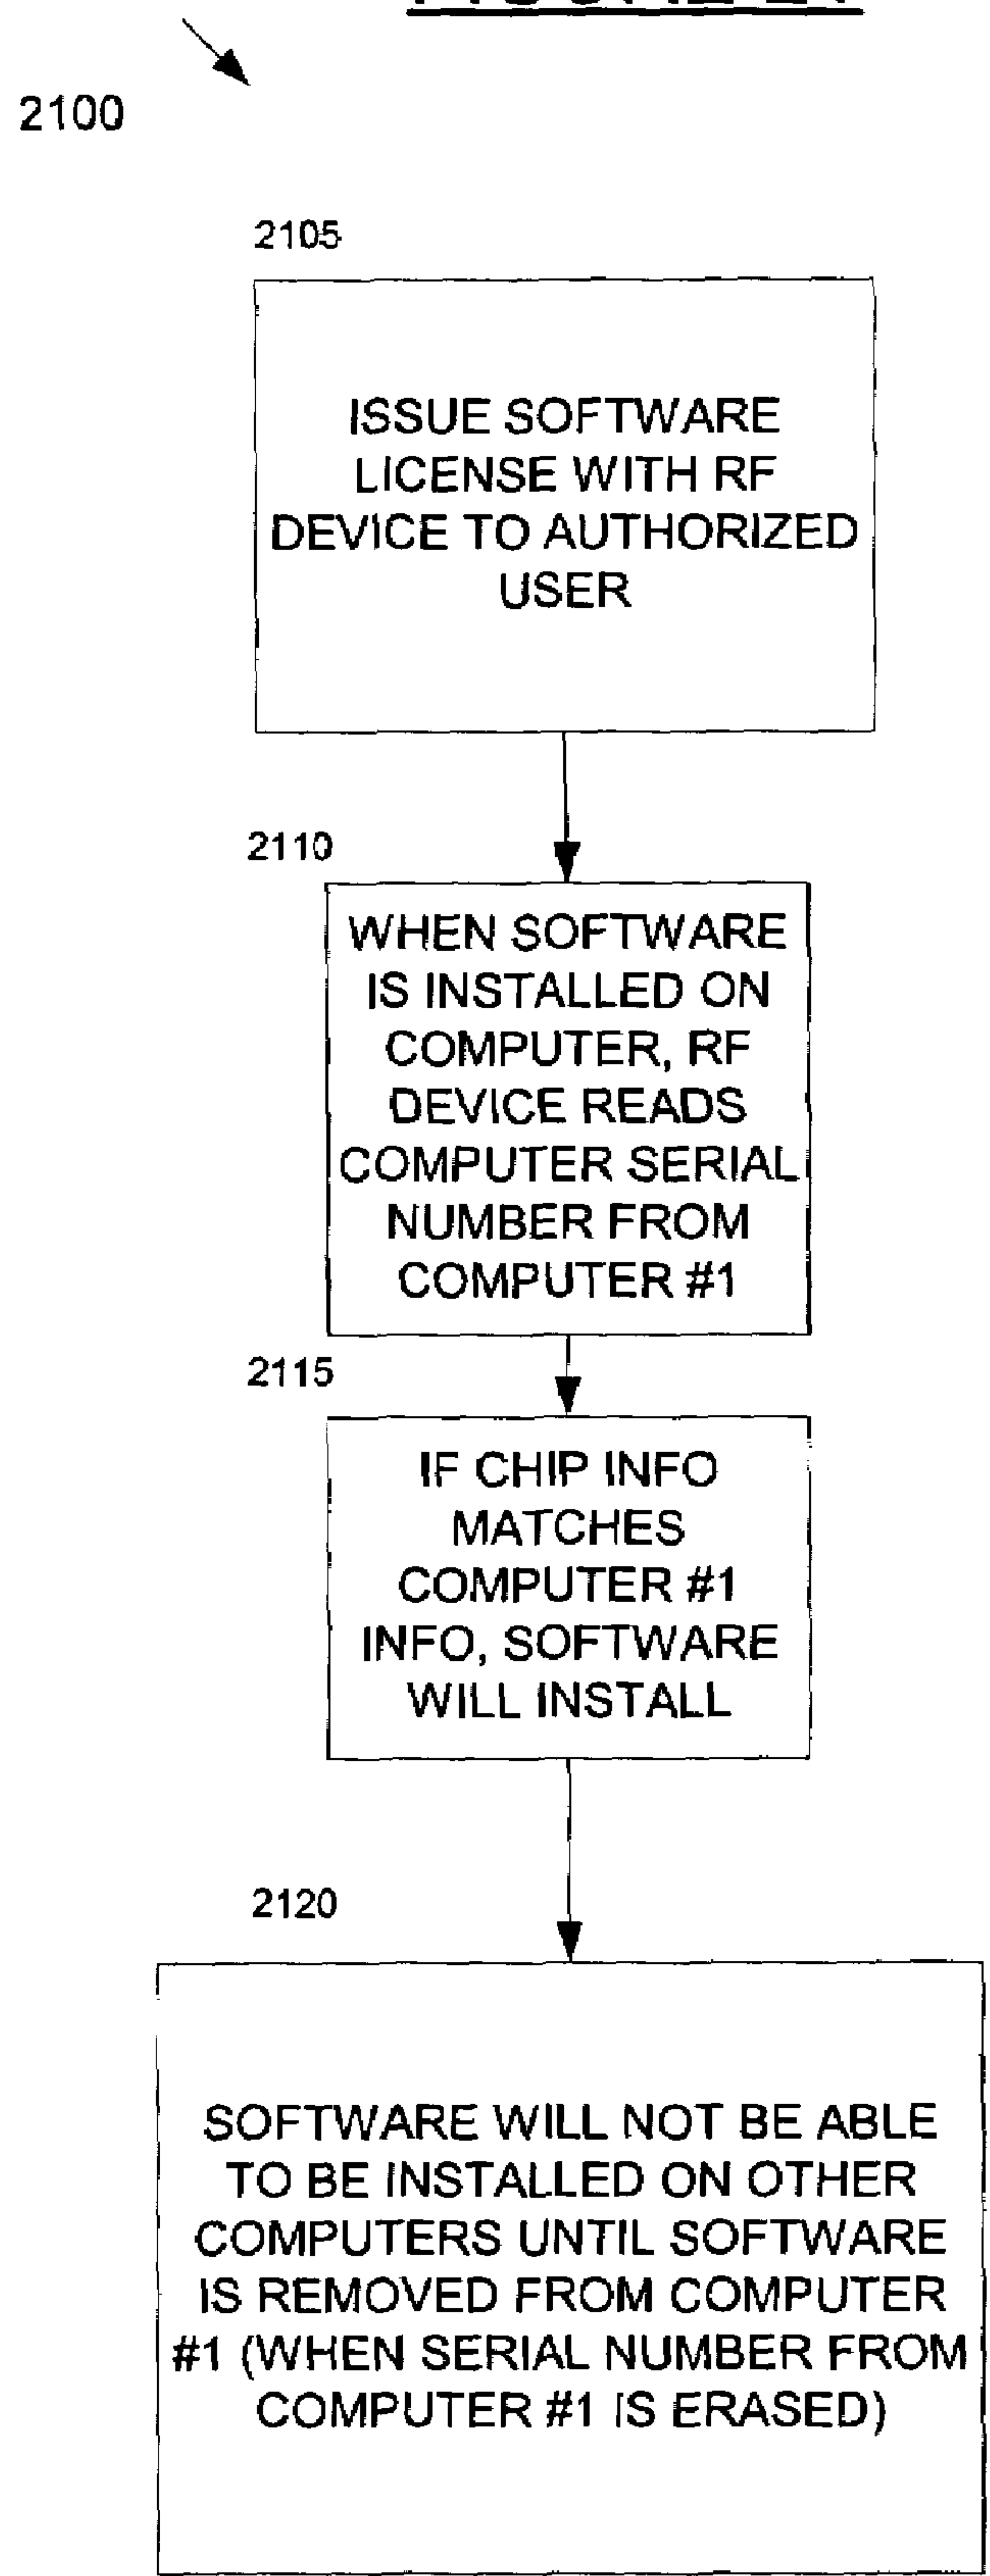 2100
2105
ISSUE SOFTWARE
LICENSE WITH RF
DEVICE TO AUTHORIZED
USER
2110
WHEN SOFTWARE
IS INSTALLED ON
COMPUTER, RF
DEVICE READS
COMPUTER SERIAL
NUMBER FROM
COMPUTER #1
2115
IF CHIP INFO
MATCHES
COMPUTER #1
INFO, SOFTWARE
WILL INSTALL
2120
SOFTWARE WILL NOT BE ABLE
TO BE INSTALLED ON OTHER
COMPUTERS UNTIL SOFTWARE
IS REMOVED FROM COMPUTER
#1 (WHEN SERIAL NUMBER FROM
COMPUTER #1 IS ERASED)